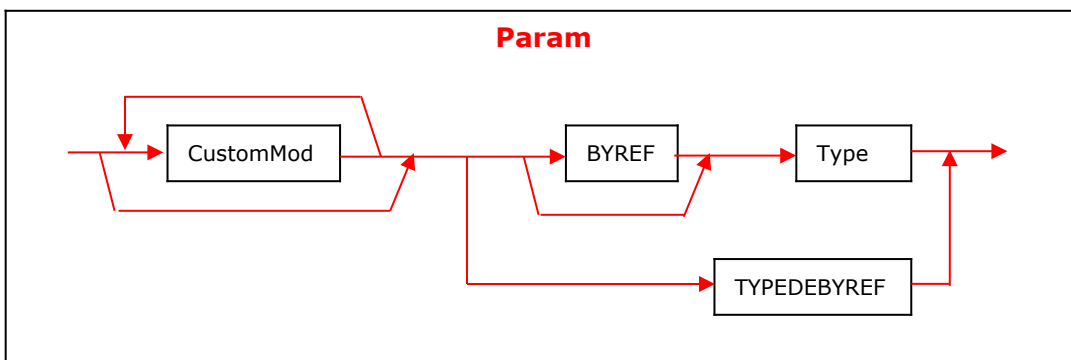 Param
CustomMod
BYREF
Type
TYPEDEBYREF